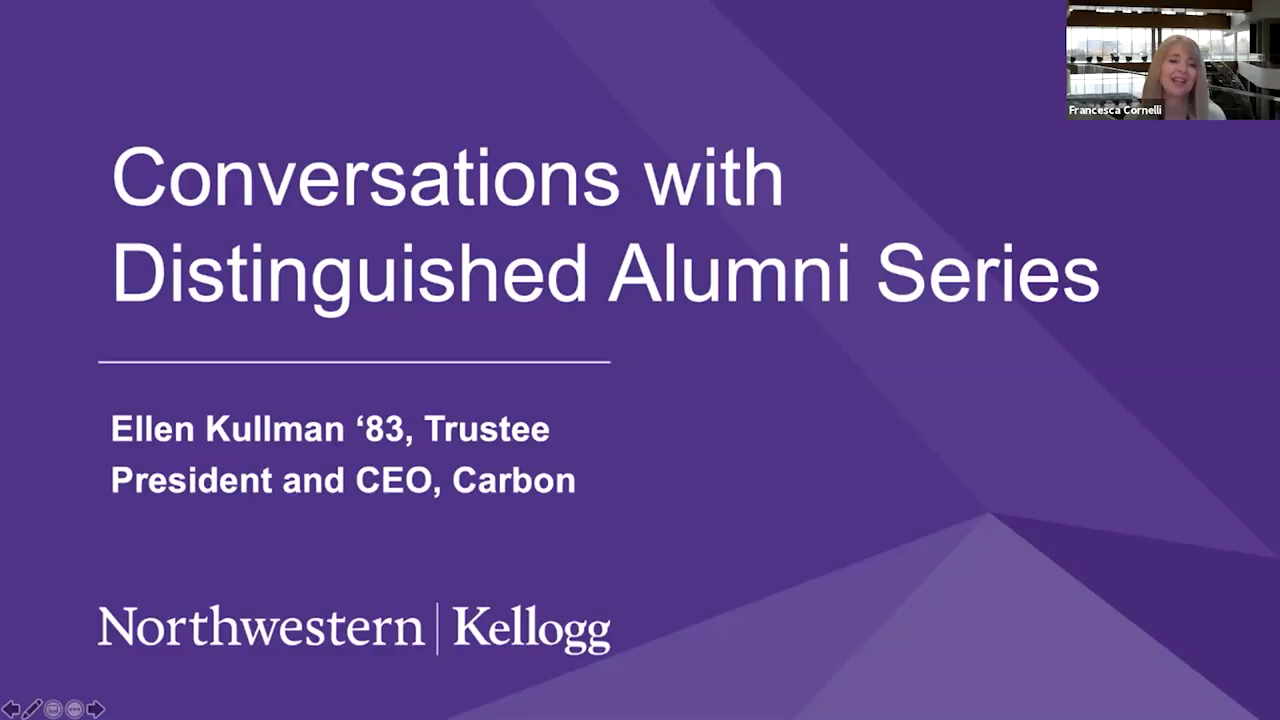 Francesca Cornelli
Conversations with
Distinguished Alumni Series
Ellen Kullman ‘83, Trustee
President and CEO, Carbon
Northwestern | Kellogg